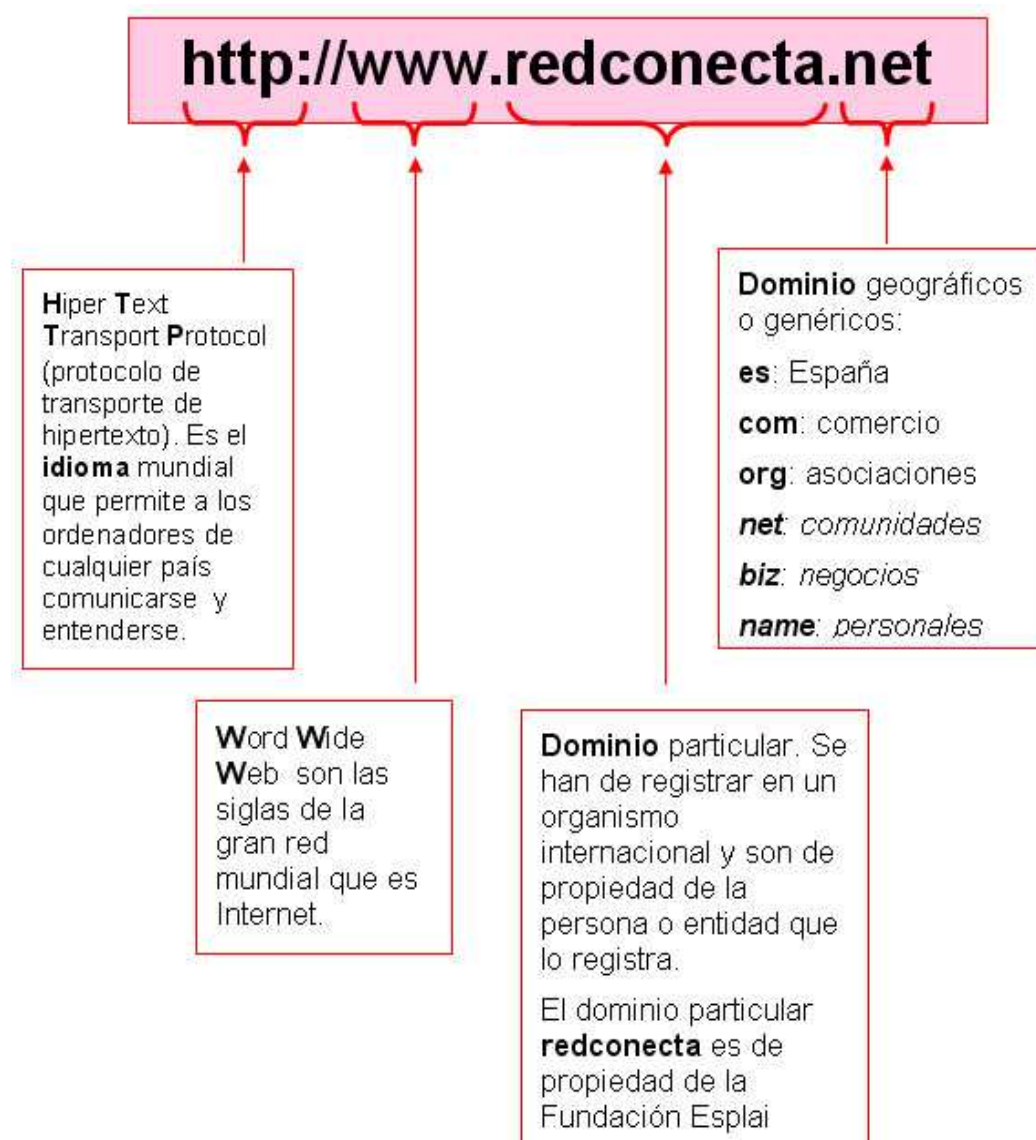 http://www.redconecta.net
Hiper Text
Transport Protocol
(protocolo de
transporte de
hipertexto). Es el
idioma mundial
que permite a los
ordenadores de
cualquier país
comunicarse y
entenderse.
Word Wide
Web son las
siglas de la
gran red
mundial que es
Internet.
Dominio particular. Se
han de registrar en un
organismo
internacional y son de
propiedad de la
persona o entidad que
lo registra.
El dominio particular
redconecta es de
propiedad de la
Fundación Esplai
Dominio geográficos
o genéricos:
es: España
com: comercio
org: asociaciones
net: comunidades
biz: negocios
name: personales